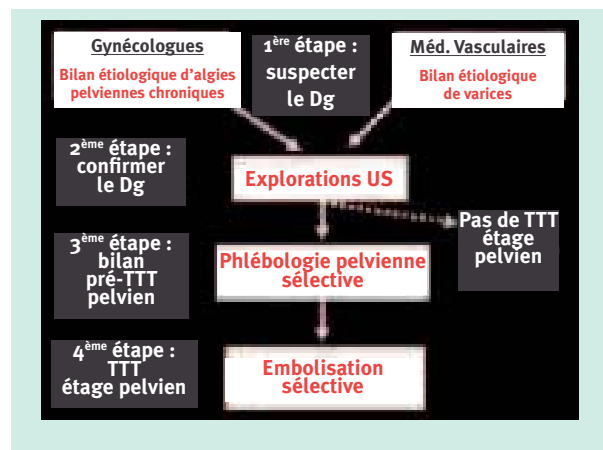 Gynécologues
Bilan étiologique d'algies
pelviennes chroniques
1ère étape :
suspecter
le Dg
Méd. Vasculaires
Bilan étiologique
de varices
2ème étape :
confirmer
le Dg
Explorations US
Pas de TTT
étage
pelvien
3ème étape :
bilan
pré-TTT
pelvien
Phlébologie pelvienne
sélective
4ème étape :
TTT
étage pelvien
Embolisation
sélective